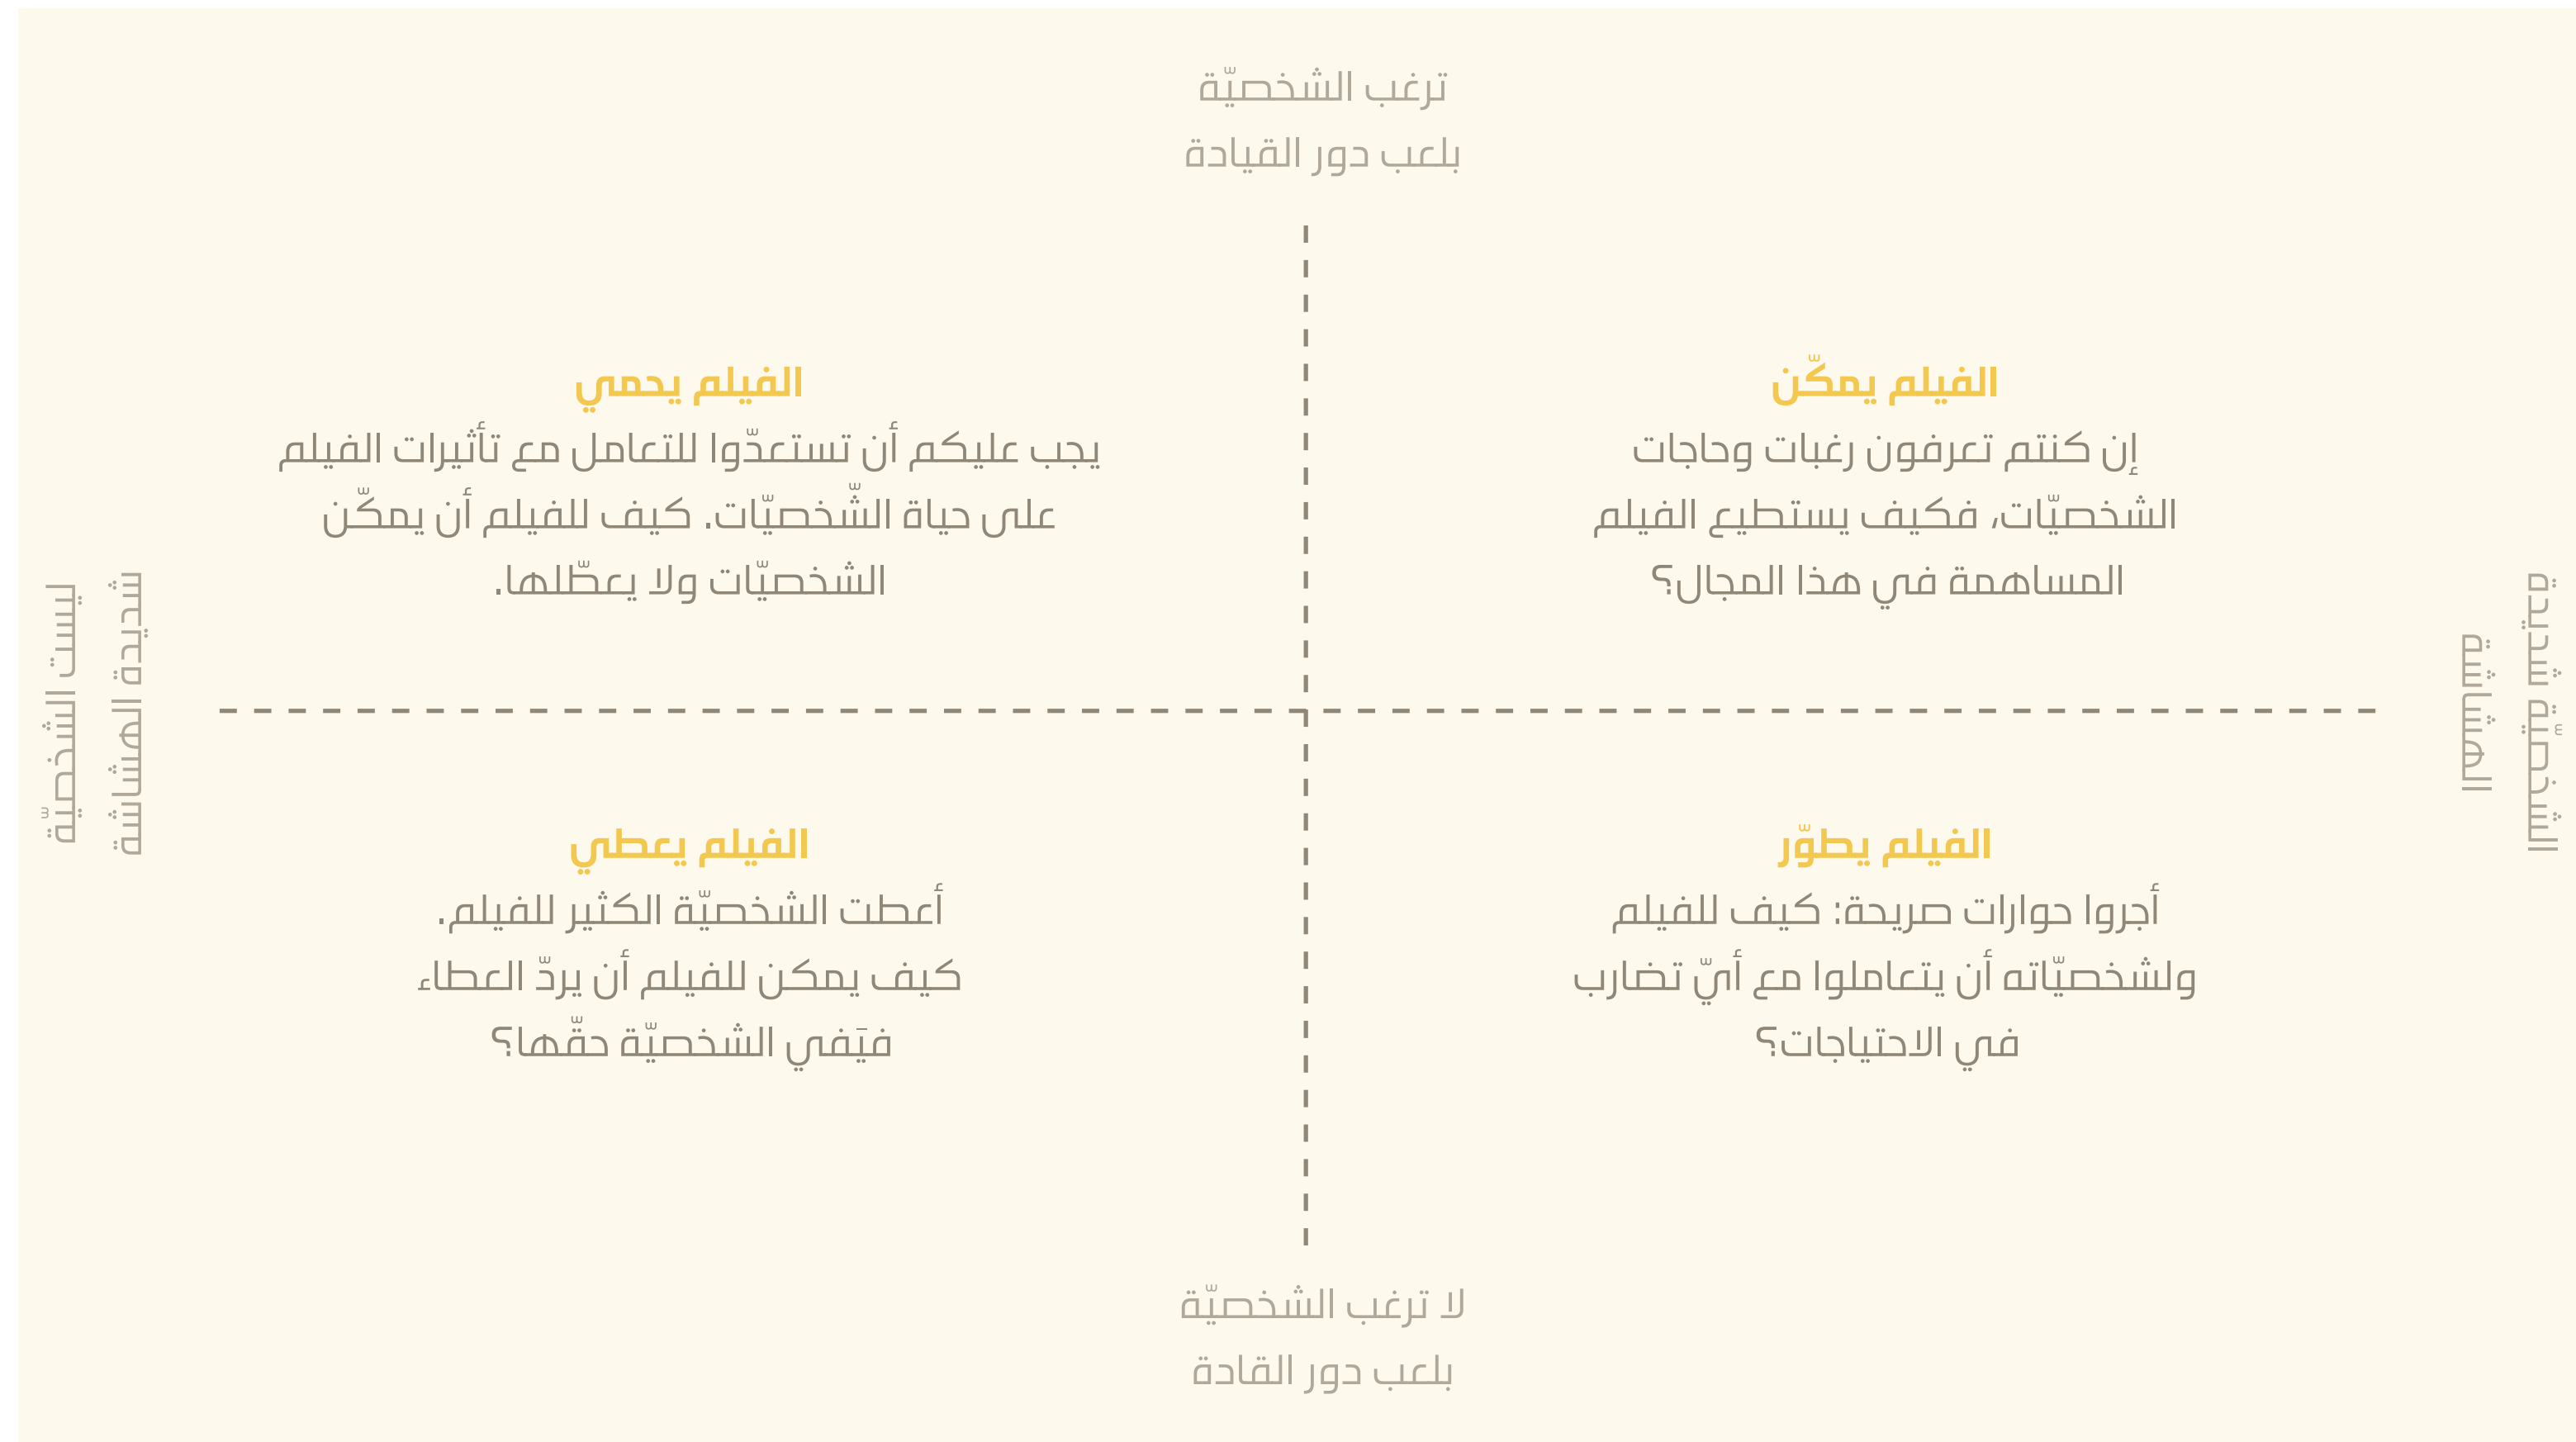 ترغب الشخصيّة
بلعب دور القيادة
الفيلم يمكّن
إن كنتم تعرفون رغبات وحاجات
الشخصيّات، فكيف يستطيع الفيلم
المساهمة في هذا المجال؟
الفيلم يحمي
يجب عليكم أن تستعدّوا للتعامل مع تأثيرات الفيلم
على حياة الشّخصيّات. كيف للفيلم أن يمكّن
الشخصيّات ولا يعطّلها.
الشخصيّة شديدة
الهشاشة
ليست الشخصيّة
شديدة الهشاشة
الفيلم يطوّر
أجروا حوارات صريحة: كيف للفيلم
ولشخصيّاته أن يتعاملوا مع أيّ تضارب
في الاحتياجات؟
الفيلم يعطي
أعطت الشخصيّة الكثير للفيلم.
كيف يمكن للفيلم أن يردّ العطاء
فيَفي الشخصيّة حقّها؟
لا ترغب الشخصيّة
بلعب دور القادة